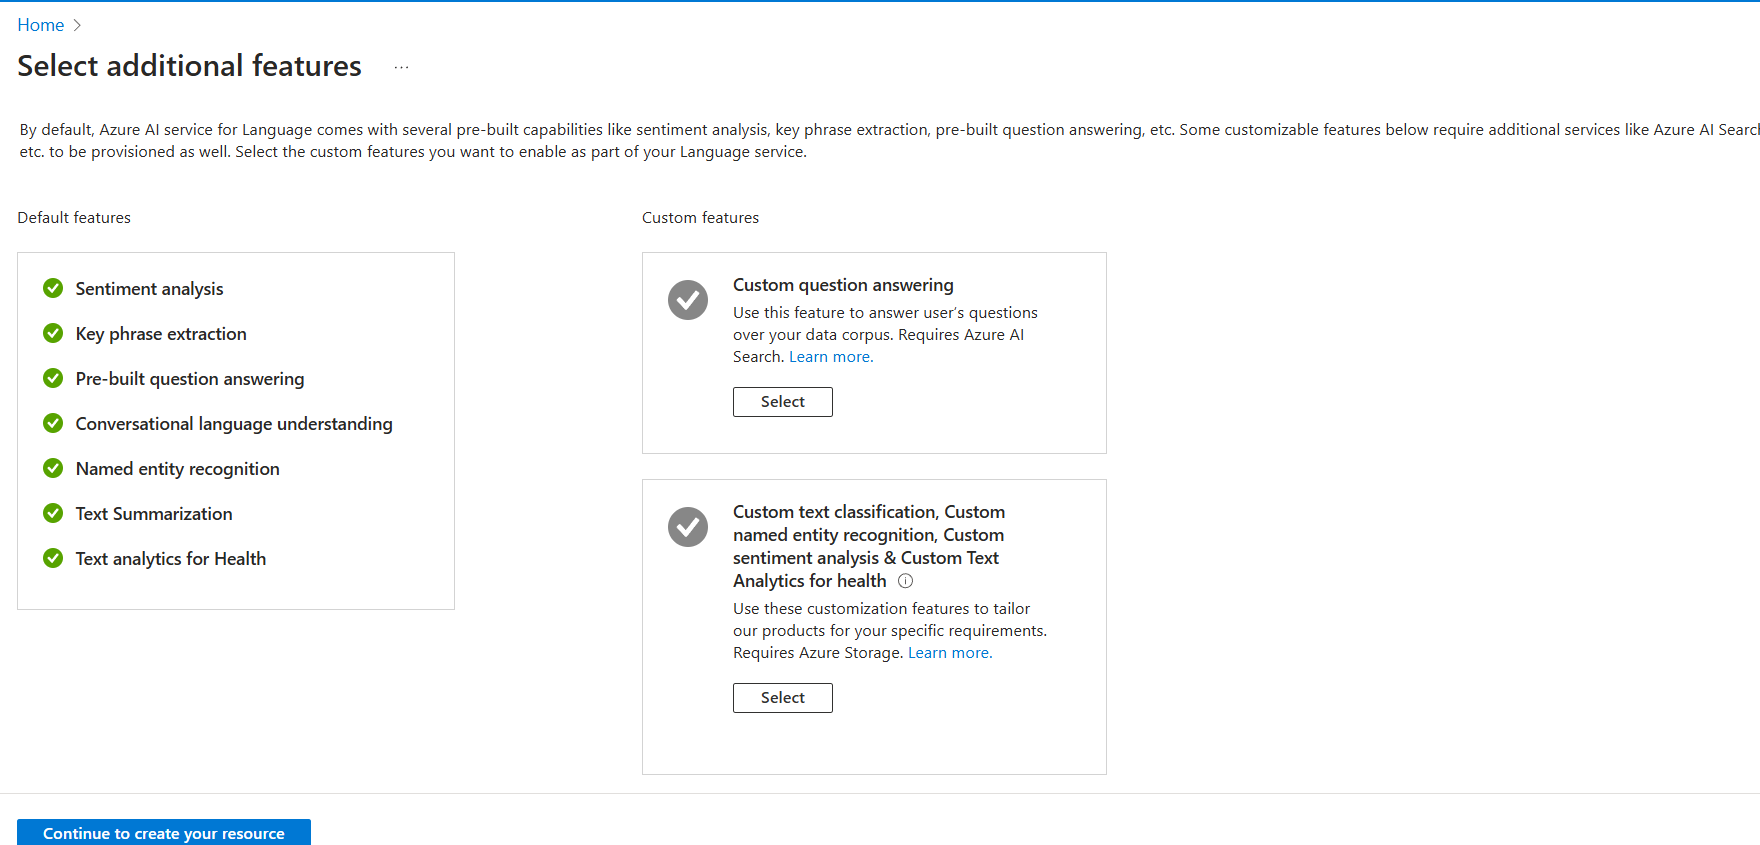 Home
Select additional features
By default, Azure AI service for Language comes with several pre-built capabilities like sentiment analysis, key phrase extraction, pre-built question answering, etc. Some customizable features below require additional services like Azure AI Search
etc. to be provisioned as well. Select the custom features you want to enable as part of your Language service.
Default features
Sentiment analysis
Key phrase extraction
Pre-built question answering
Conversational language understanding
Named entity recognition
Text Summarization
Text analytics for Health
Custom features
Custom question answering
Use this feature to answer user’s questions
over your data corpus. Requires Azure AI
Search. Learn more.
Select
Custom text classification, Custom
named entity recognition, Custom
sentiment analysis & Custom Text
Analytics for health
Use these customization features to tailor
our products for your specific requirements.
Requires Azure Storage. Learn more.
Select
Continue to create your resource